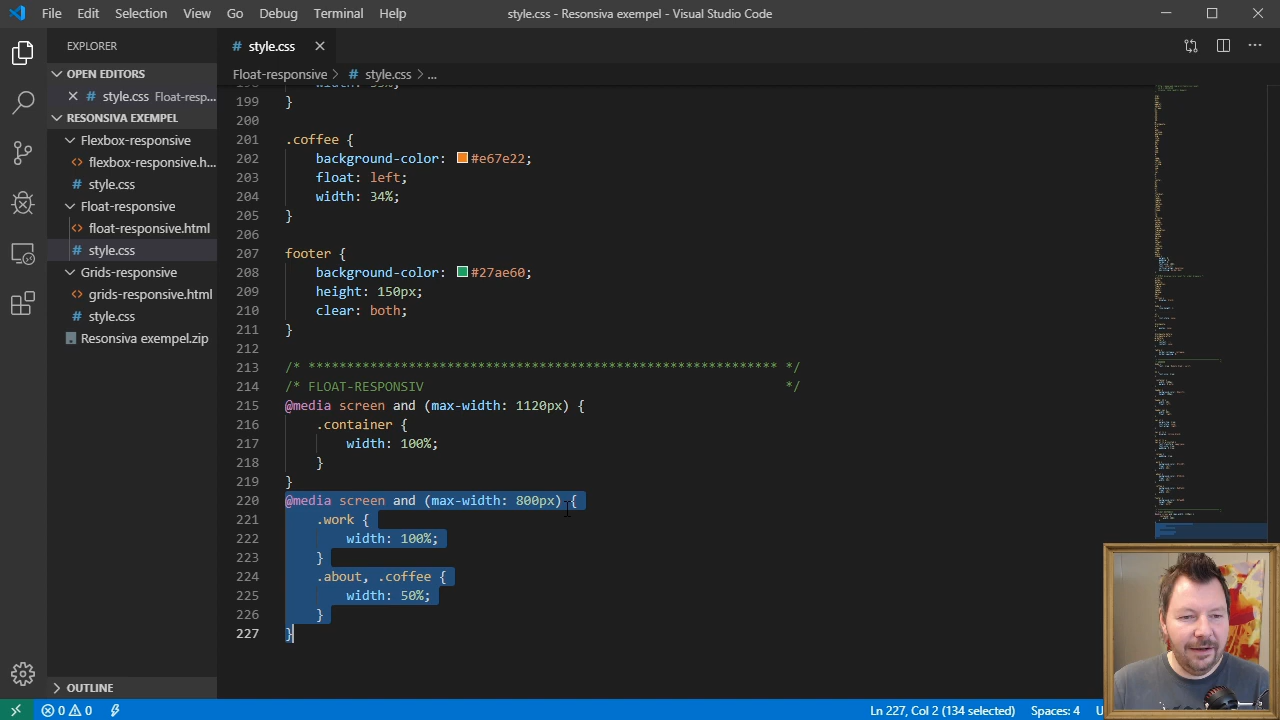 File Edit Selection View Go Debug Terminal Help
style.css - Resonsiva exempel - Visual Studio Code
EXPLORER
OPEN EDITORS
style.css Float-resp...
RESONSIVA EXEMPEL
Flexbox-responsive
flexbox-responsive.h...
style.css
Float-responsive
float-responsive.html
style.css
Grids-responsive
grids-responsive.html
style.css
Resonsiva exempel.zip
OUTLINE
# style.css
Float-responsive > # style.css > ...
199 }
200
201 .coffee {
202 background-color: #e67e22;
203 float: left;
204 width: 34%;
205 }
206
207 footer {
208 background-color: #27ae60;
209 height: 150px;
210 clear: both;
211 }
212
213 /* ************************************************************* */
214 /* FLOAT-RESPONSIV */
215 @media screen and (max-width: 1120px) {
216 .container {
217 width: 100%;
218 }
219 }
220 @media screen and (max-width: 800px) {
221 .work {
222 width: 100%;
223 }
224 .about, .coffee {
225 width: 50%;
226 }
227 }
0 0
Ln 227, Col 2 (134 selected) Spaces: 4